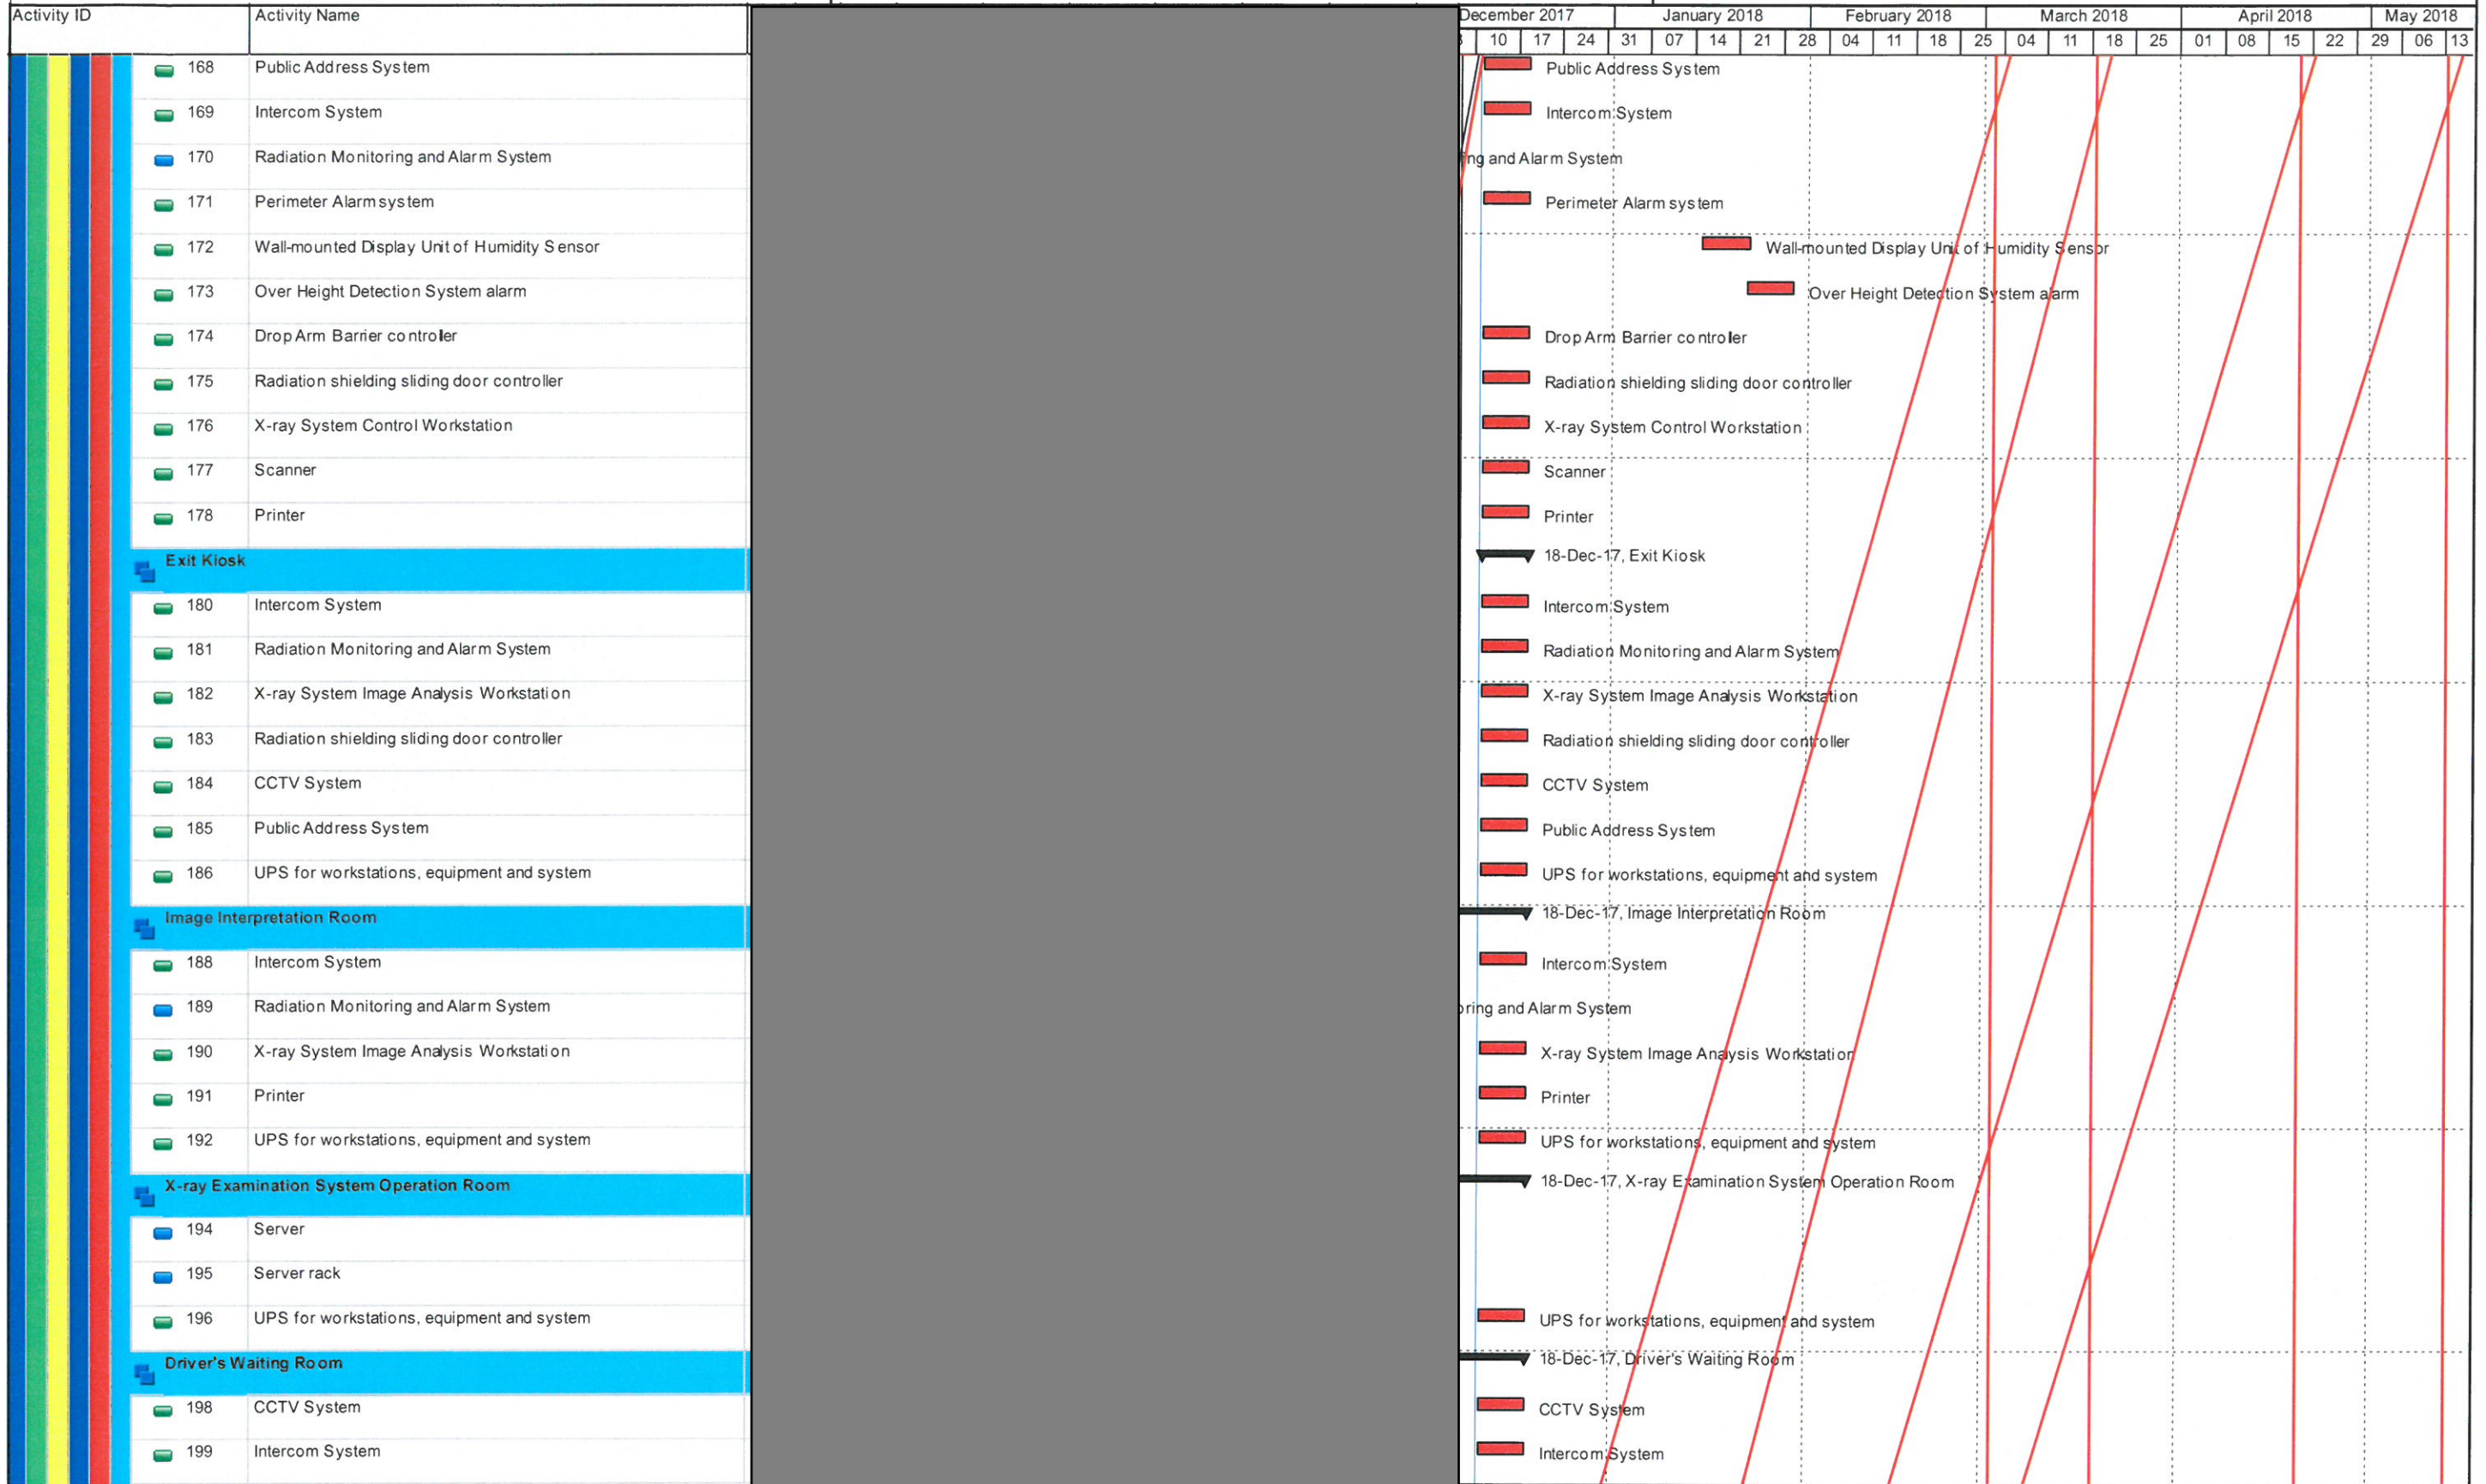 Activity ID Activity Name December 2017 January 2018 February 2018 March 2018 April 2018 May 2018
10 17 24 31 07 14 21 28 04 11 18 25 04 11 18 25 01 08 15 22 29 06 13
168 Public Address System Public Address System
169 Intercom System Intercom System
170 Radiation Monitoring and Alarm System ing and Alarm System
171 Perimeter Alarm system Perimeter Alarm system
172 Wall-mounted Display Unit of Humidity Sensor Wall-mounted Display Unit of Humidity Sensor
173 Over Height Detection System alarm Over Height Detection System alarm
174 Drop Arm Barrier controller Drop Arm Barrier controller
175 Radiation shielding sliding door controller Radiation shielding sliding door controller
176 X-ray System Control Workstation X-ray System Control Workstation
177 Scanner Scanner
178 Printer Printer
Exit Kiosk 18-Dec-17, Exit Kiosk
180 Intercom System Intercom System
181 Radiation Monitoring and Alarm System Radiation Monitoring and Alarm System
182 X-ray System Image Analysis Workstation X-ray System Image Analysis Workstation
183 Radiation shielding sliding door controller Radiation shielding sliding door controller
184 CCTV System CCTV System
185 Public Address System Public Address System
186 UPS for workstations, equipment and system UPS for workstations, equipment and system
Image Interpretation Room 18-Dec-17, Image Interpretation Room
188 Intercom System Intercom System
189 Radiation Monitoring and Alarm System oring and Alarm System
190 X-ray System Image Analysis Workstation X-ray System Image Analysis Workstation
191 Printer Printer
192 UPS for workstations, equipment and system UPS for workstations, equipment and system
X-ray Examination System Operation Room 18-Dec-17, X-ray Examination System Operation Room
194 Server
195 Server rack
196 UPS for workstations, equipment and system UPS for workstations, equipment and system
Driver's Waiting Room 18-Dec-17, Driver's Waiting Room
198 CCTV System CCTV System
199 Intercom System Intercom System